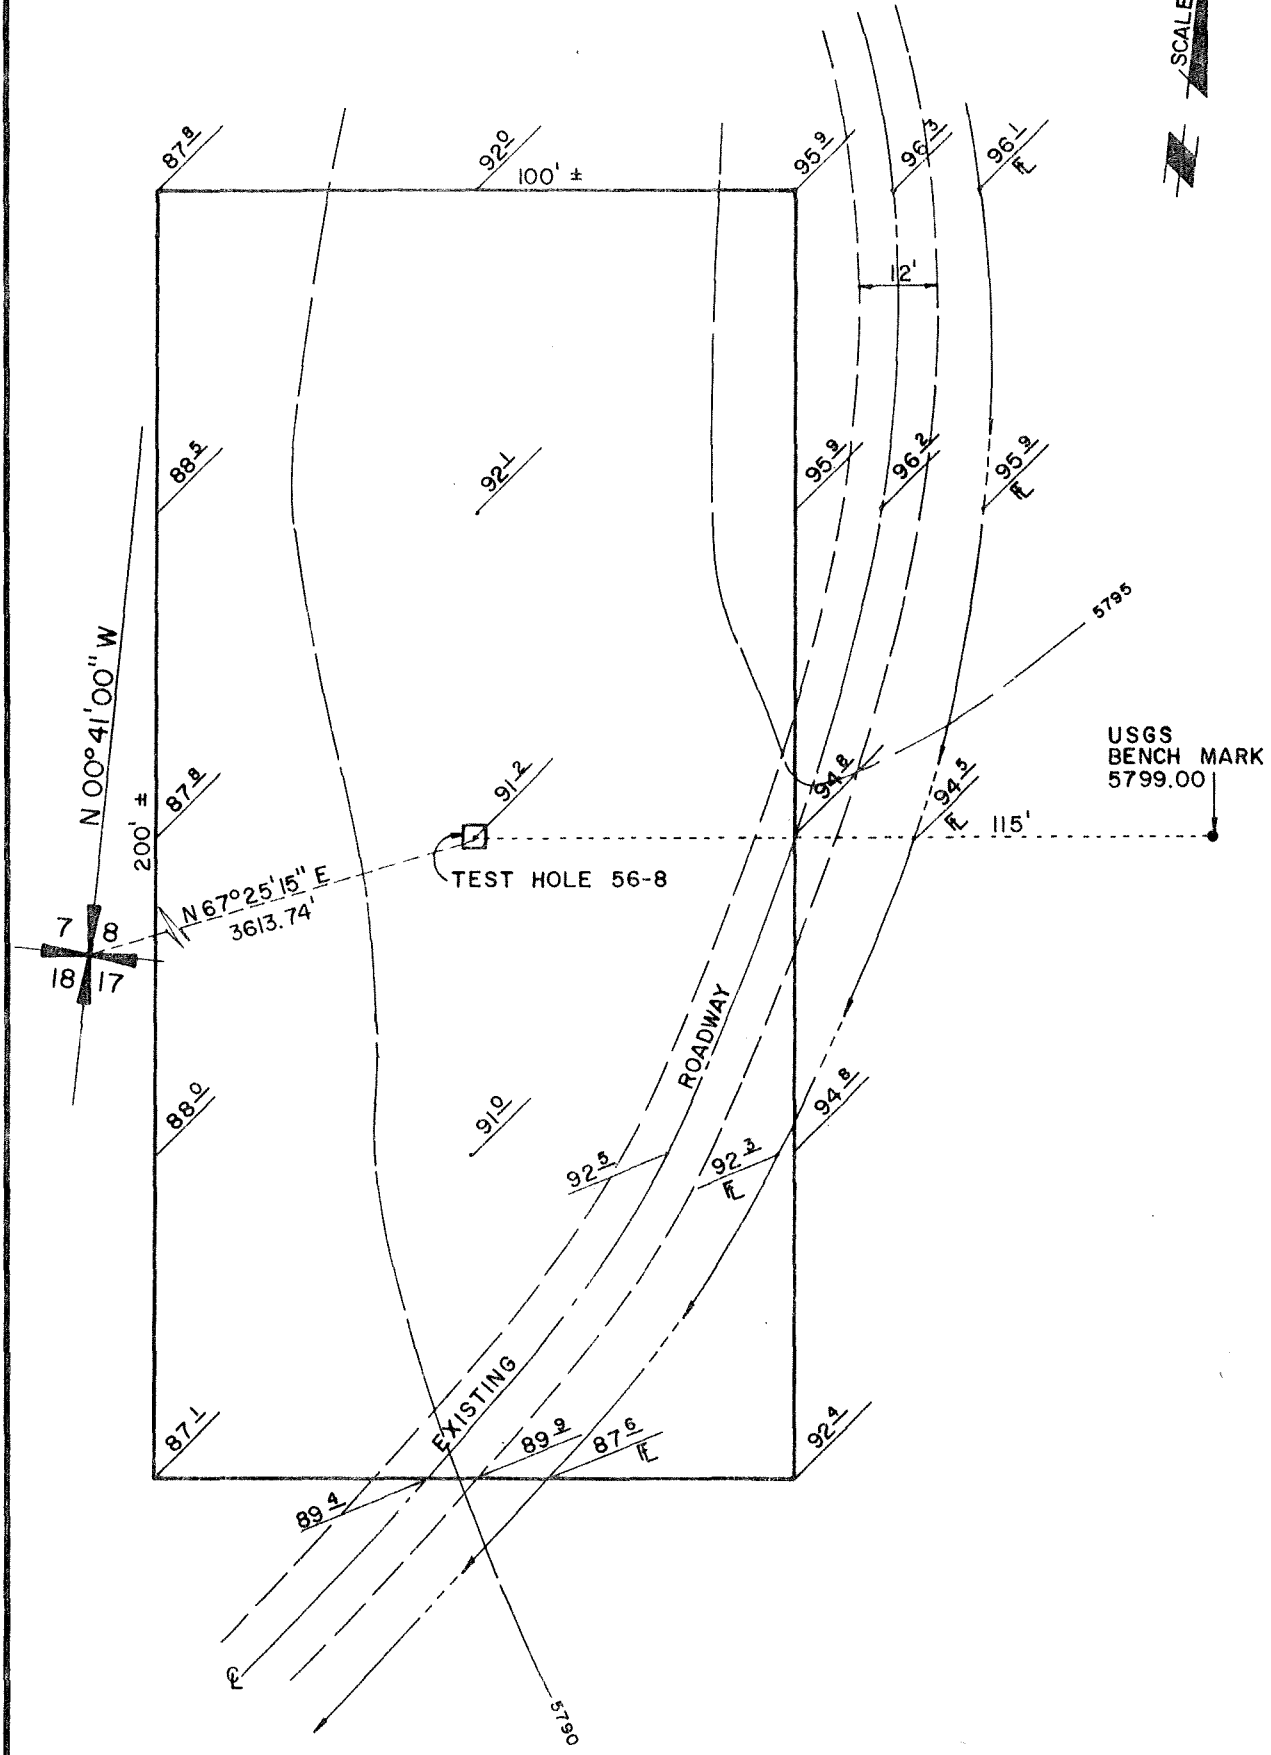 SCALE
87.8
92.0
95.9
96.3
96.1
FL
100' ±
12'
88.5
92.1
95.9
96.2
95.9
FL
5795
N 00°41'00" W
USGS
BENCH MARK
5799.00
87.8
91.2
94.8
94.5
FL
115'
200' ±
TEST HOLE 56-8
N 67°25'15" E
3613.74'
7 8
18 17
ROADWAY
88.0
91.0
92.5
92.3
FL
94.8
EXISTING
87.1
89.9
87.6
FL
92.4
89.4
CL
5790